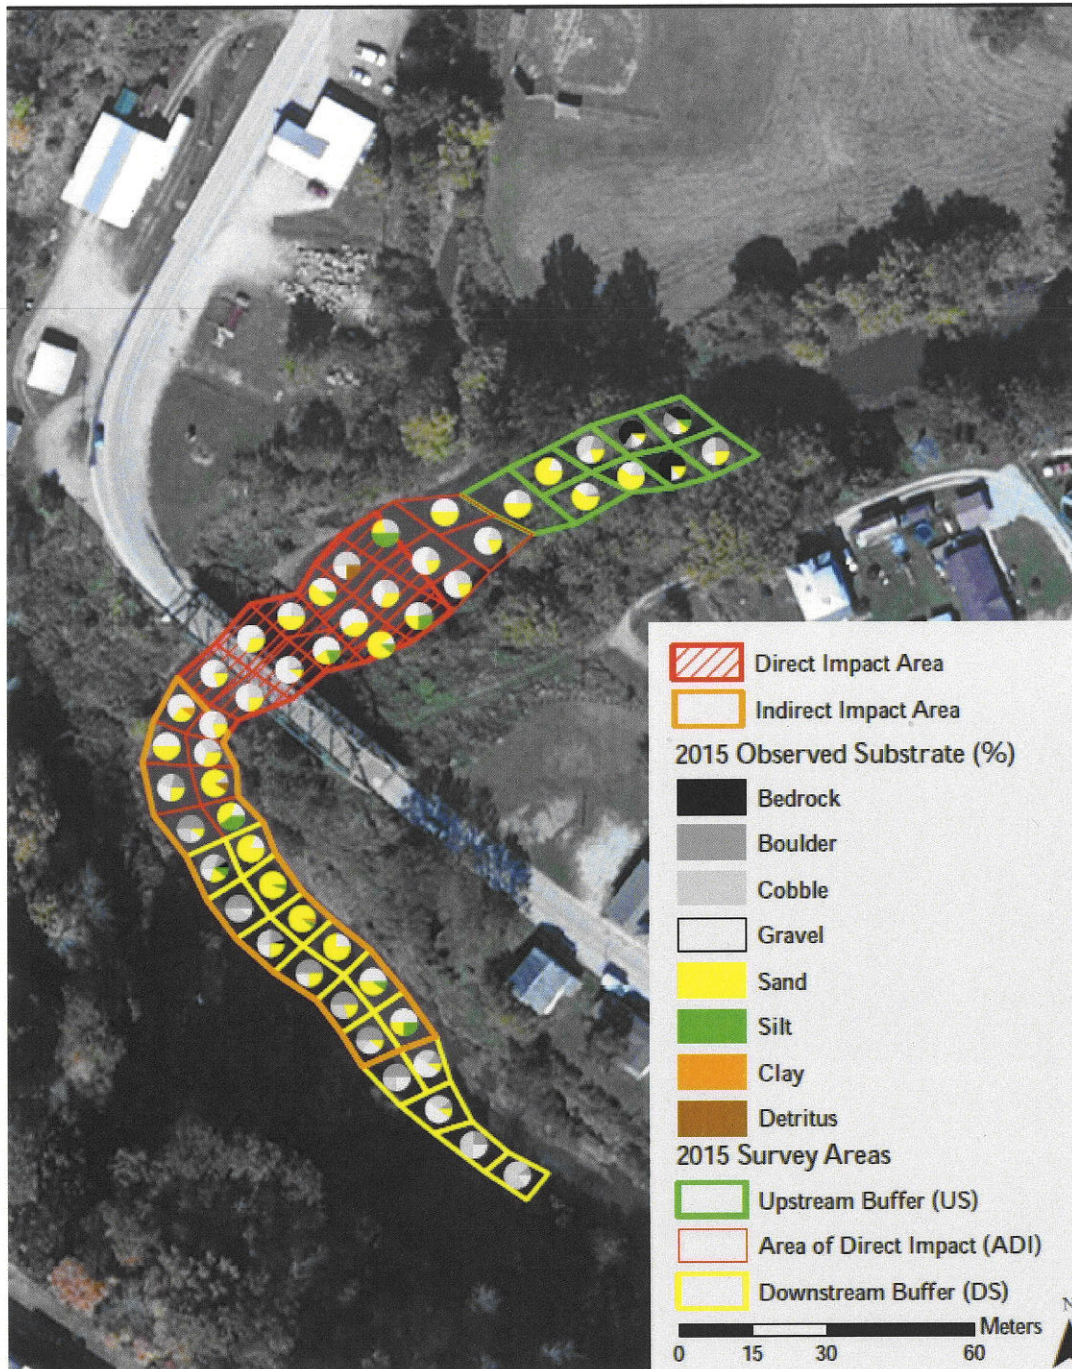 Direct Impact Area
Indirect Impact Area
2015 Observed Substrate (%)
Bedrock
Boulder
Cobble
Gravel
Sand
Silt
Clay
Detritus
2015 Survey Areas
Upstream Buffer (US)
Area of Direct Impact (ADI)
Downstream Buffer (DS)
Meters
0 15 30 60
N